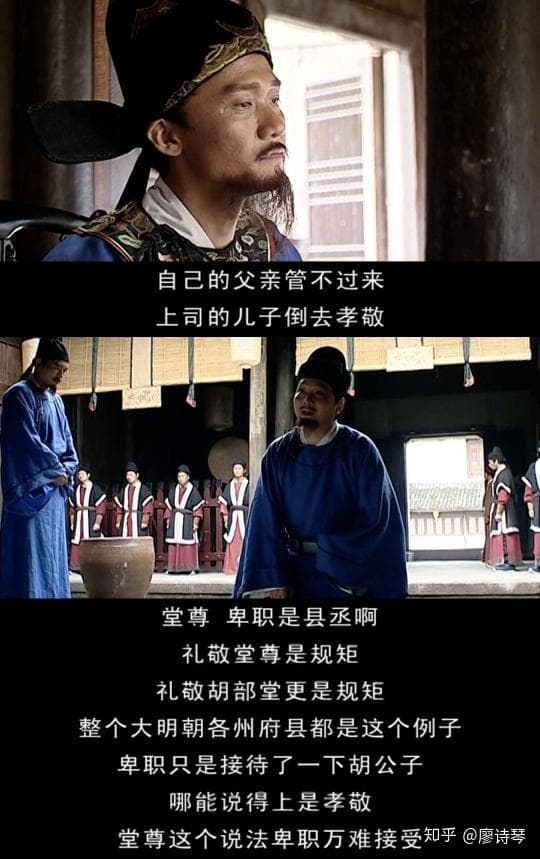 自己的父亲管不过来
上司的儿子倒去孝敬
堂尊 卑职是县丞啊
礼敬堂尊是规矩
礼敬胡部堂更是规矩
整个大明朝各州府县都是这个例子
卑职只是接待了一下胡公子
哪能说得上是孝敬
堂尊这个说法卑职万难接受
知乎 @廖诗琴